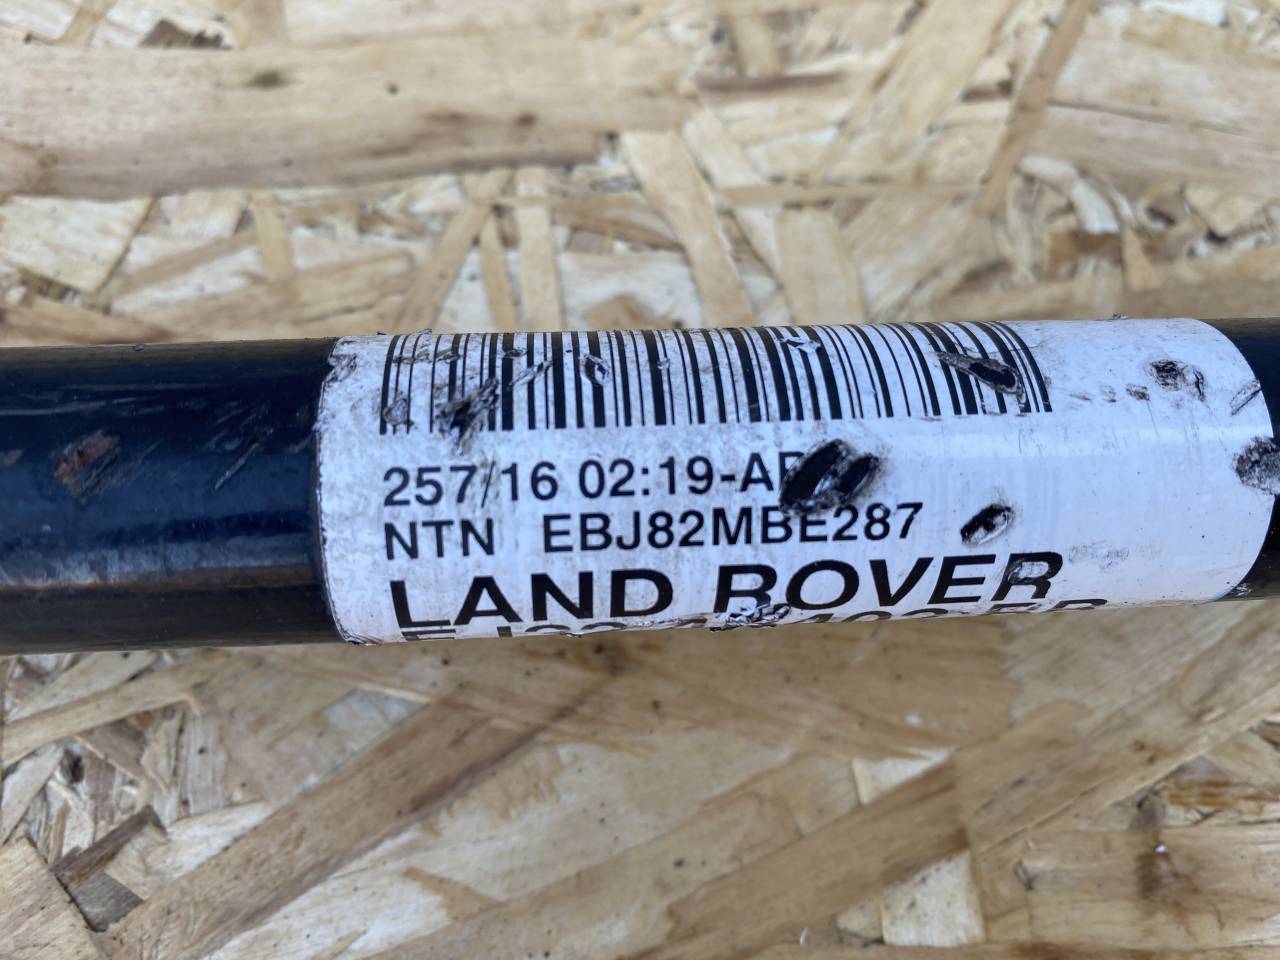 257/16 02:19-A
NTN EBJ82MBE287
LAND ROVER